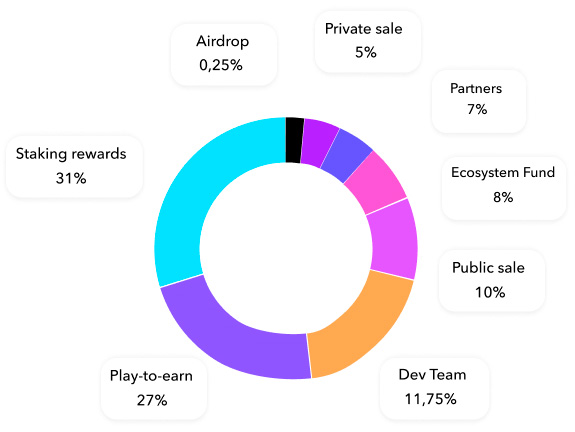 Airdrop
0,25%
Private sale
5%
Partners
7%
Staking rewards
31%
Ecosystem Fund
8%
Public sale
10%
Play-to-earn
27%
Dev Team
11,75%